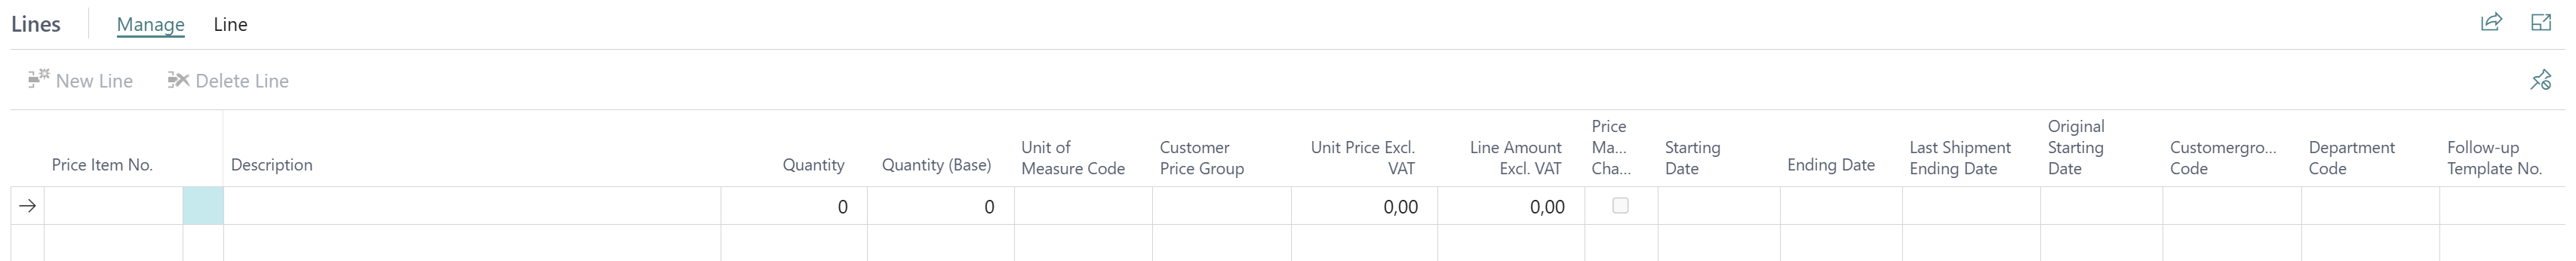 Lines Manage Line
New Line Delete Line
Price Item No. Description Quantity Quantity (Base) Unit of Measure Code Customer Price Group Unit Price Excl. VAT Line Amount Excl. VAT Price Ma... Cha... Starting Date Ending Date Last Shipment Ending Date Original Starting Date Customergro... Code Department Code Follow-up Template No.
0 0 0,00 0,00